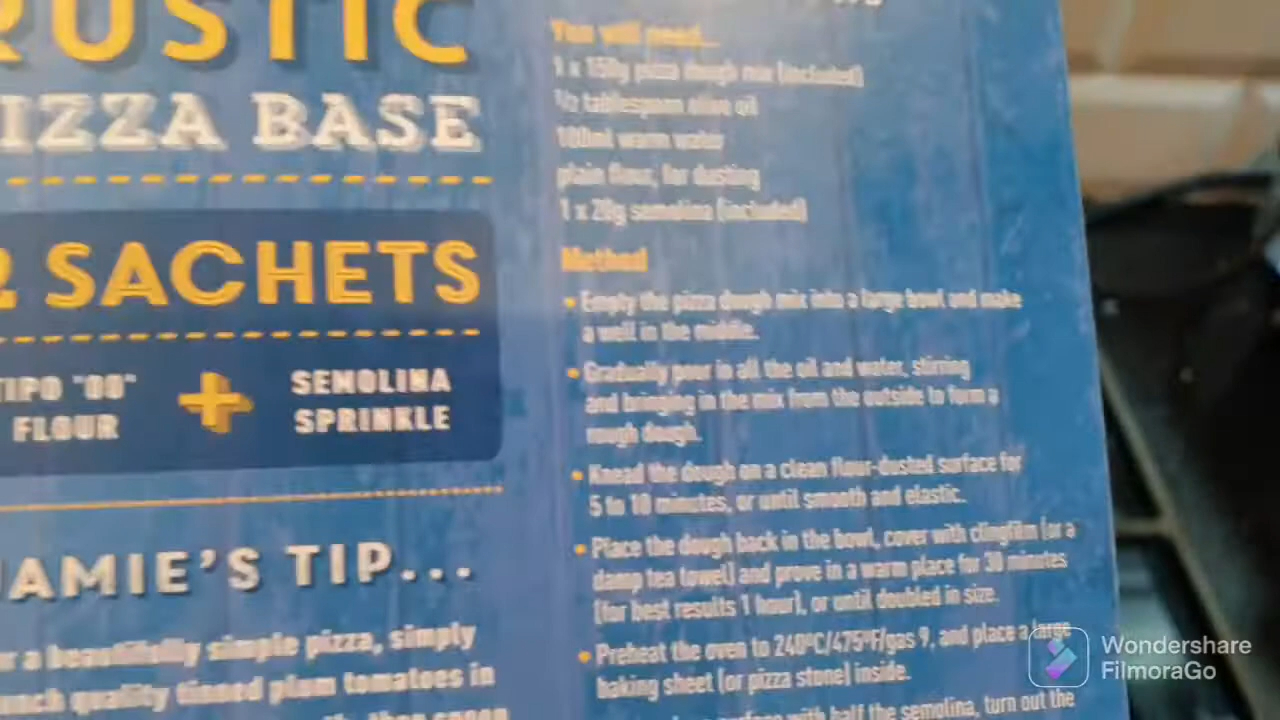 RUSTIC
PIZZA BASE
SACHETS
TIPO "00"
FLOUR
+
SEMOLINA
SPRINKLE
JAMIE'S TIP...
a beautifully simple pizza, simply
quality tinned plum tomatoes in
You will need...
1 x 150g pizza dough mix (included)
½ tablespoon olive oil
100ml warm water
plain flour, for dusting
1 x 20g semolina (included)
Method
• Empty the pizza dough mix into a large bowl and make
a well in the middle.
• Gradually pour in all the oil and water, stirring
and bringing in the mix from the outside to form a
rough dough.
• Knead the dough on a clean flour-dusted surface for
5 to 10 minutes, or until smooth and elastic.
• Place the dough back in the bowl, cover with clingfilm (or a
damp tea towel) and prove in a warm place for 30 minutes
(for best results 1 hour), or until doubled in size.
• Preheat the oven to 240ºC/475ºF/gas 9, and place a large
baking sheet (or pizza stone) inside.
surface with half the semolina, turn out the
Wondershare
FilmoraGo